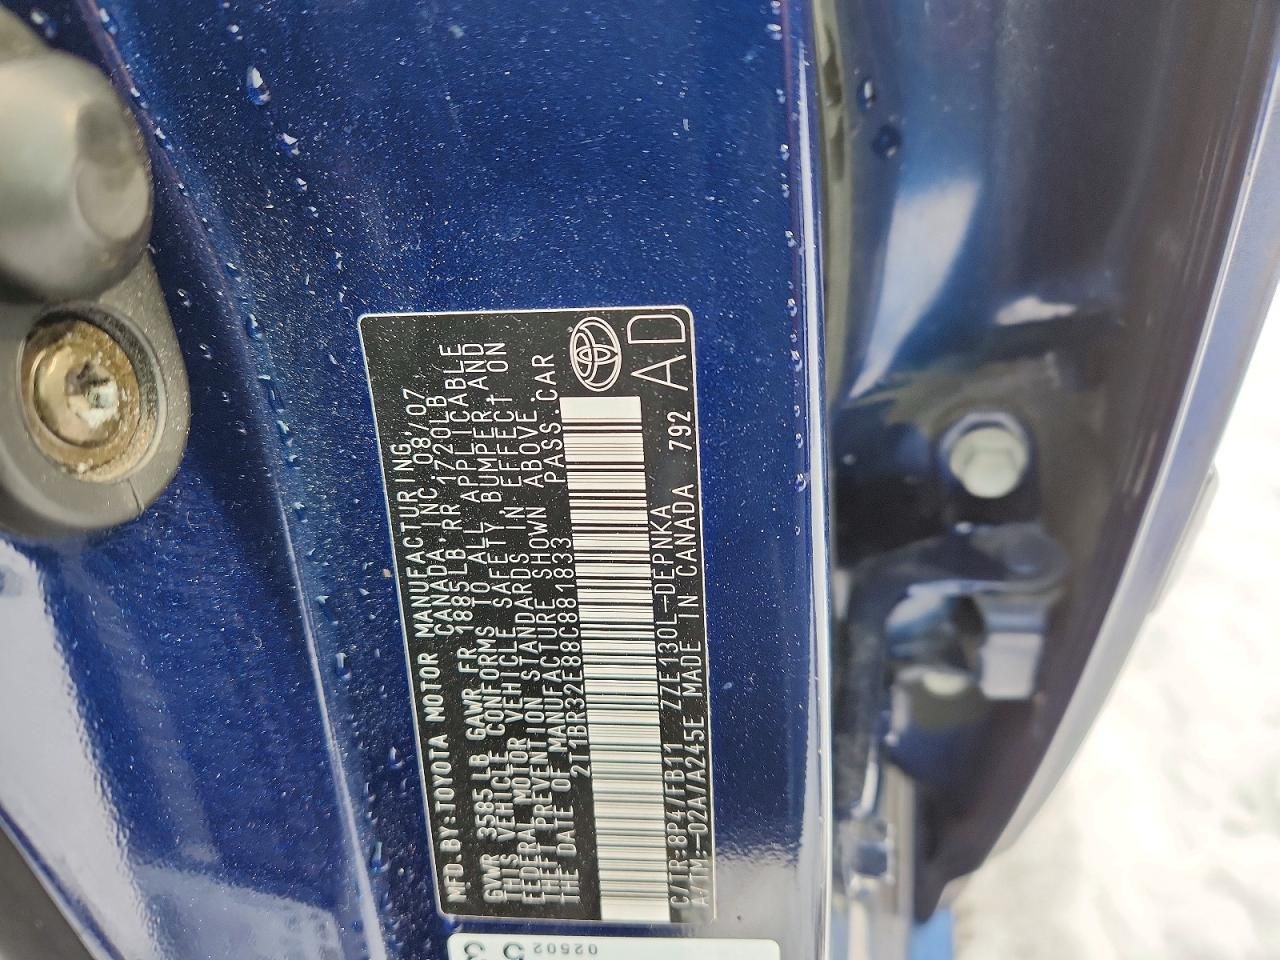 MFD.BY:TOYOTA MOTOR MANUFACTURING
CANADA,INC. 08/07
GVWR 3585LB GAWR FR 1885LB,RR 1720LB
THIS VEHICLE CONFORMS TO ALL APPLICABLE
FEDERAL MOTOR VEHICLE SAFETY,BUMPER,AND
THEFT PREVENTION STANDARDS IN EFFECT ON
THE DATE OF MANUFACTURE SHOWN ABOVE.
2T1BR32E88C881833 PASS.CAR
C/TR:8P4/FB11 ZZE130L-DEPNKA
A/TM:-02A/A245E MADE IN CANADA 792
AD
53
02502